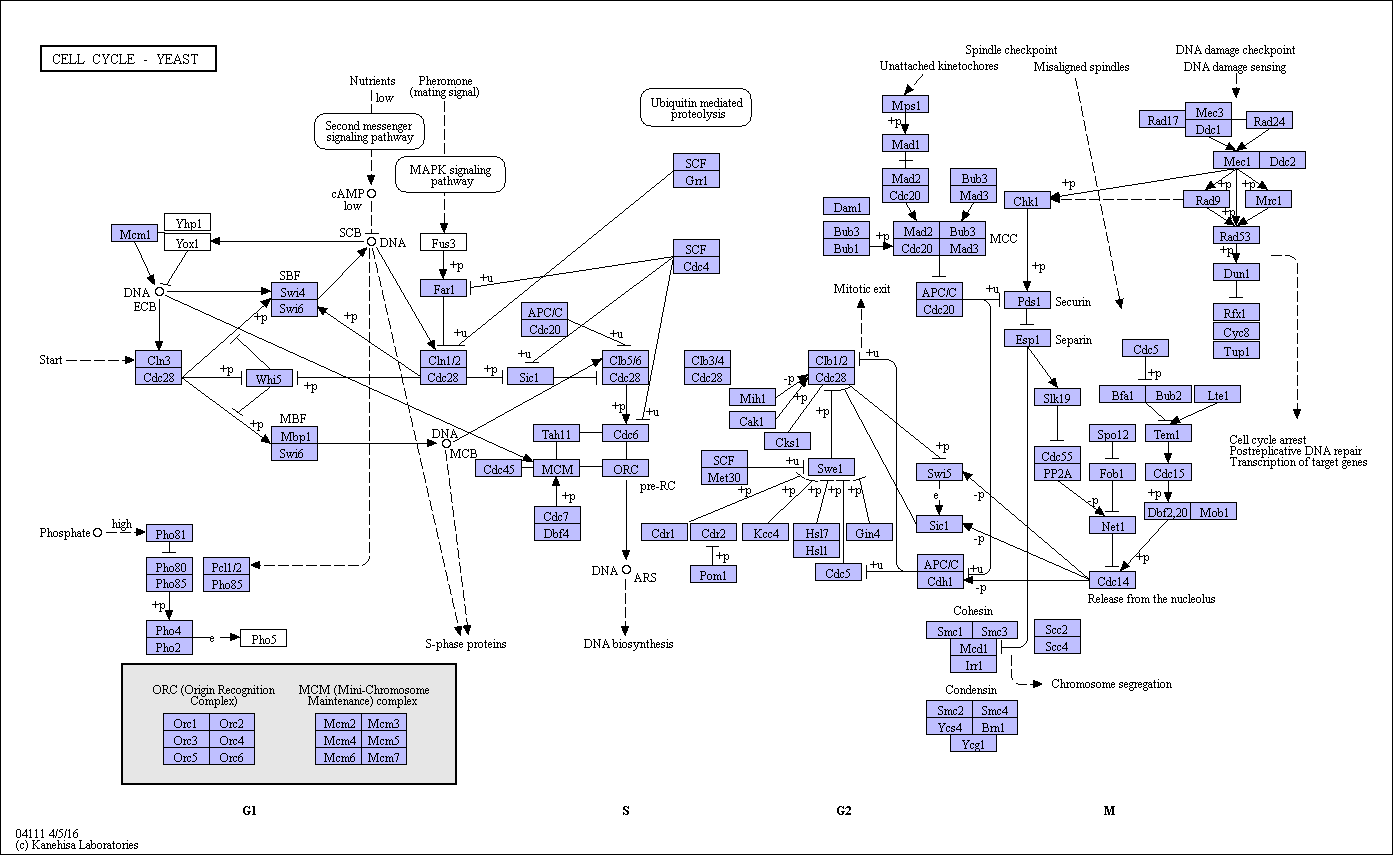 CELL CYCLE - YEAST
Nutrients
low
Pheromone
(mating signal)
Second messenger
signaling pathway
MAPK signaling
pathway
Ubiquitin mediated
proteolysis
cAMP
low
SCB
DNA
Fus3
+p
Far1
+u
+u
SCF
Grr1
SCF
Cdc4
Mcm1
Yhp1
Yox1
DNA
ECB
SBF
Swi4
Swi6
+p
+p
Start
Cln3
Cdc28
+p
Whi5
+p
+p
MBF
Mbp1
Swi6
Cln1/2
Cdc28
+p
Sic1
+u
APC/C
Cdc20
+u
Clb5/6
Cdc28
+p
+u
Clb3/4
Cdc28
DNA
MCB
Tah11
Cdc6
Cdc45
MCM
ORC
pre-RC
+p
Cdc7
Dbf4
DNA
ARS
DNA biosynthesis
S-phase proteins
Phosphate
high
Pho81
Pho80
Pho85
Pcl1/2
Pho85
+p
Pho4
Pho2
e
Pho5
Spindle checkpoint
Unattached kinetochores
Misaligned spindles
Mps1
+p
Mad1
Mad2
Cdc20
Bub3
Mad3
Dam1
Bub3
Bub1
+p
Mad2
Bub3
Cdc20
Mad3
MCC
APC/C
Cdc20
+u
Mitotic exit
Clb1/2
Cdc28
+u
-p
+p
Mih1
Cak1
Cks1
+p
SCF
Met30
+u
Swe1
+p
+p
+p
+p
+p
Cdr1
Cdr2
Kcc4
Hsl7
Hsl1
Gin4
+p
Pom1
Cdc5
+u
APC/C
Cdh1
+u
-p
+p
Swi5
e
Sic1
-p
-p
DNA damage checkpoint
DNA damage sensing
Rad17
Mec3
Ddc1
Rad24
Mec1
Ddc2
+p
+p
+p
Chk1
Rad9
Mrc1
+p
Rad53
+p
Dun1
Rfx1
Cyc8
Tup1
+p
Pds1
Securin
Esp1
Separin
Slk19
Cdc55
PP2A
-p
Cdc5
+p
Bfa1
Bub2
Lte1
Spo12
Tem1
Fob1
Cdc15
+p
Net1
Dbf2,20
Mob1
+p
Cdc14
Release from the nucleolus
Cell cycle arrest
Postreplicative DNA repair
Transcription of target genes
Cohesin
Smc1
Smc3
Mcd1
Irr1
Scc2
Scc4
Chromosome segregation
Condensin
Smc2
Smc4
Ycs4
Brn1
Ycg1
ORC (Origin Recognition
Complex)
Orc1
Orc2
Orc3
Orc4
Orc5
Orc6
MCM (Mini-Chromosome
Maintenance) complex
Mcm2
Mcm3
Mcm4
Mcm5
Mcm6
Mcm7
G1
S
G2
M
04111 4/5/16
(c) Kanehisa Laboratories